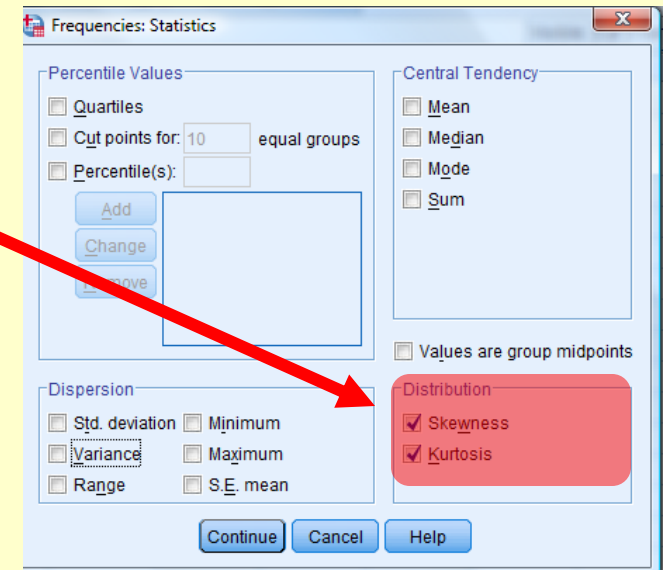 Frequencies: Statistics
Percentile Values
Quartiles
Cut points for: 10 equal groups
Percentile(s):
Add
Change
Remove
Central Tendency
Mean
Median
Mode
Sum
Values are group midpoints
Dispersion
Std. deviation Minimum
Variance Maximum
Range S.E. mean
Distribution
Skewness
Kurtosis
Continue Cancel Help